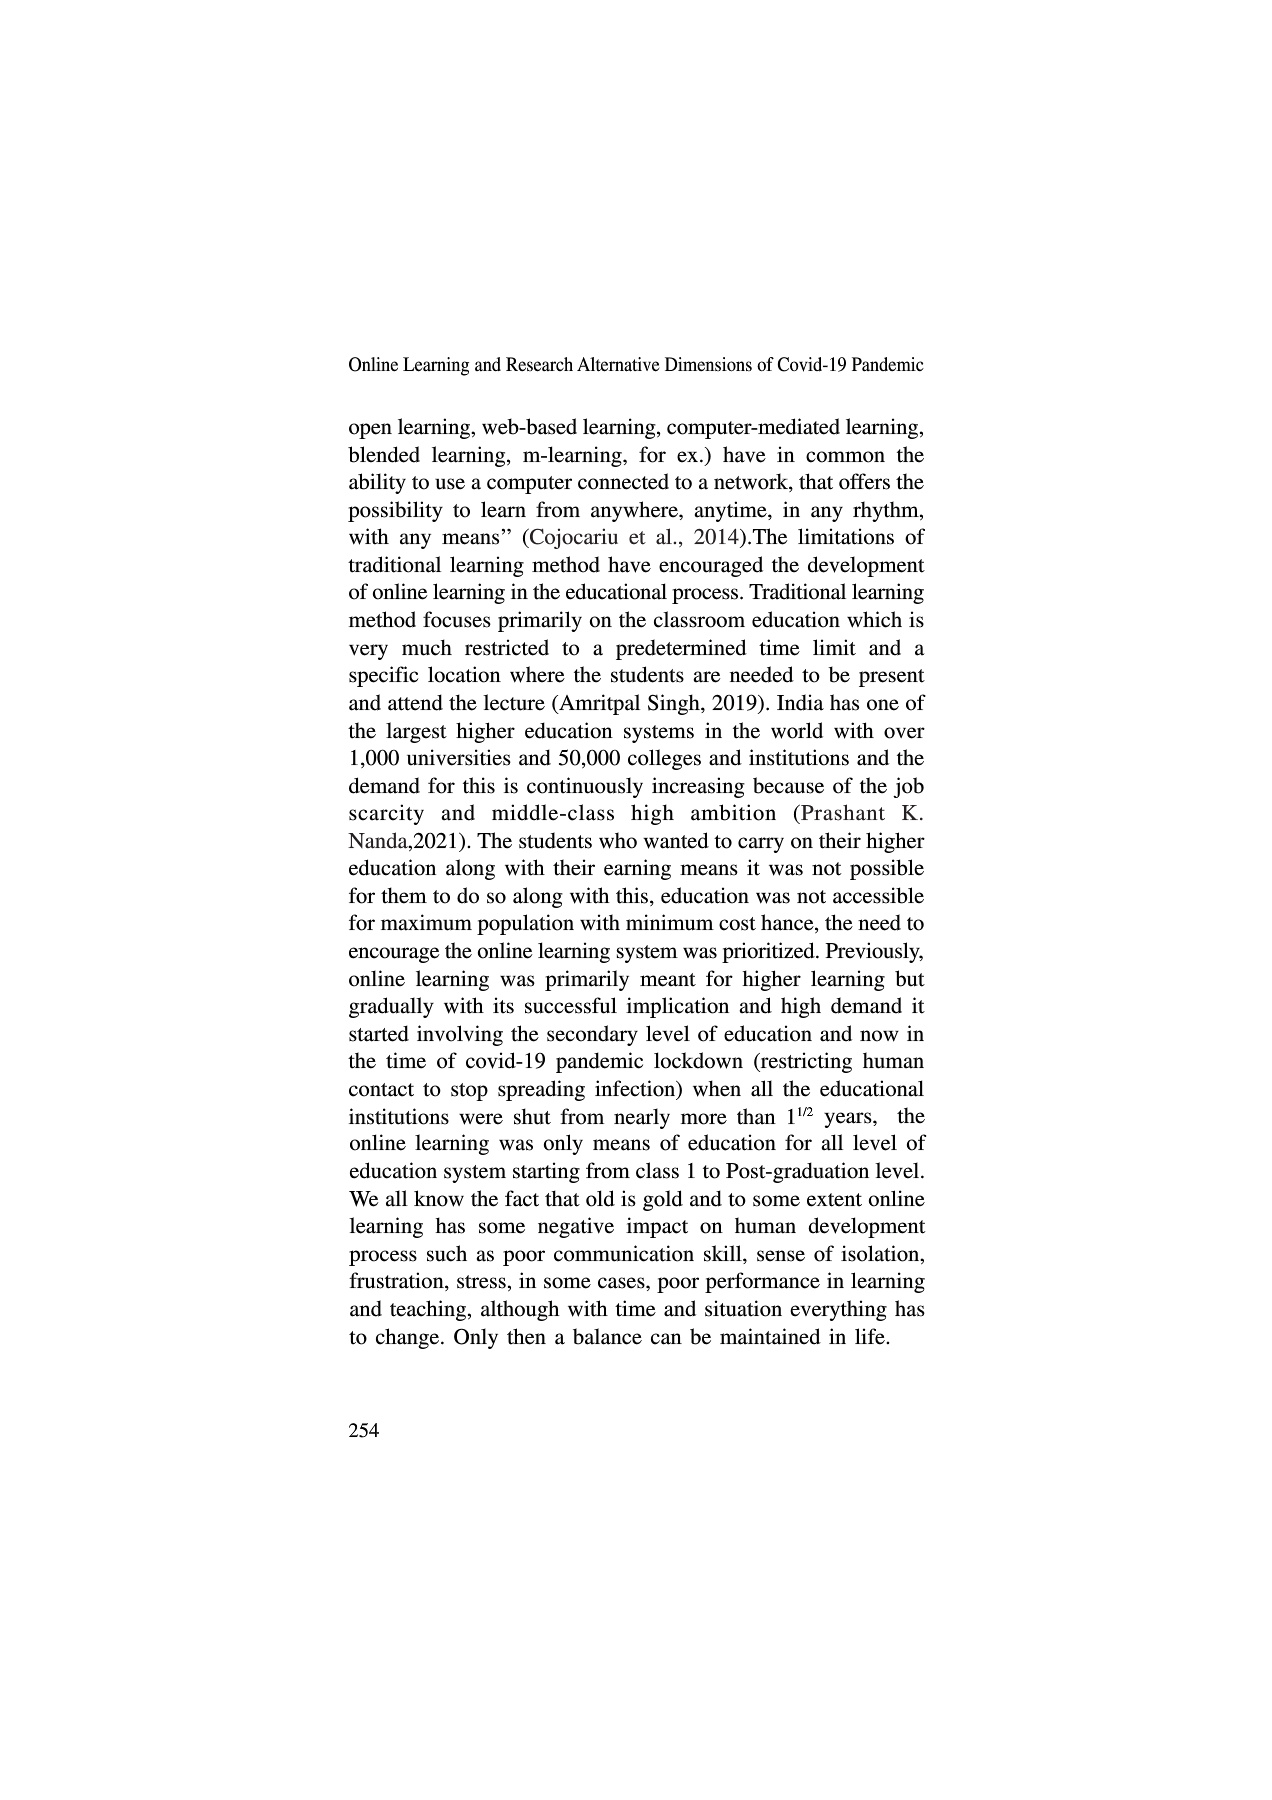 Online Learning and Research Alternative Dimensions of Covid-19 Pandemic
open learning, web-based learning, computer-mediated learning,
blended learning, m-learning, for ex.) have in common the
ability to use a computer connected to a network, that offers the
possibility to learn from anywhere, anytime, in any rhythm,
with any means’’ (Cojocariu et al., 2014).The limitations of
traditional learning method have encouraged the development
of online learning in the educational process. Traditional learning
method focuses primarily on the classroom education which is
very much restricted to a predetermined time limit and a
specific location where the students are needed to be present
and attend the lecture (Amritpal Singh, 2019). India has one of
the largest higher education systems in the world with over
1,000 universities and 50,000 colleges and institutions and the
demand for this is continuously increasing because of the job
scarcity and middle-class high ambition (Prashant K.
Nanda,2021). The students who wanted to carry on their higher
education along with their earning means it was not possible
for them to do so along with this, education was not accessible
for maximum population with minimum cost hance, the need to
encourage the online learning system was prioritized. Previously,
online learning was primarily meant for higher learning but
gradually with its successful implication and high demand it
started involving the secondary level of education and now in
the time of covid-19 pandemic lockdown (restricting human
contact to stop spreading infection) when all the educational
institutions were shut from nearly more than 1 1/2 years, the
online learning was only means of education for all level of
education system starting from class 1 to Post-graduation level.
We all know the fact that old is gold and to some extent online
learning has some negative impact on human development
process such as poor communication skill, sense of isolation,
frustration, stress, in some cases, poor performance in learning
and teaching, although with time and situation everything has
to change. Only then a balance can be maintained in life.
254